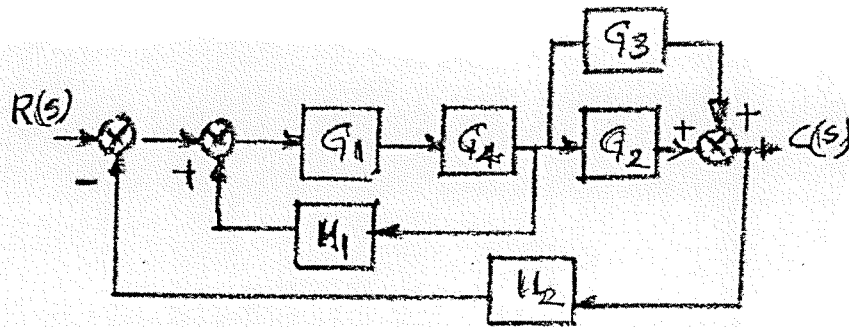 G3
R(s)
G1
G4
G2
C(s)
H1
H2
+
+
+
-